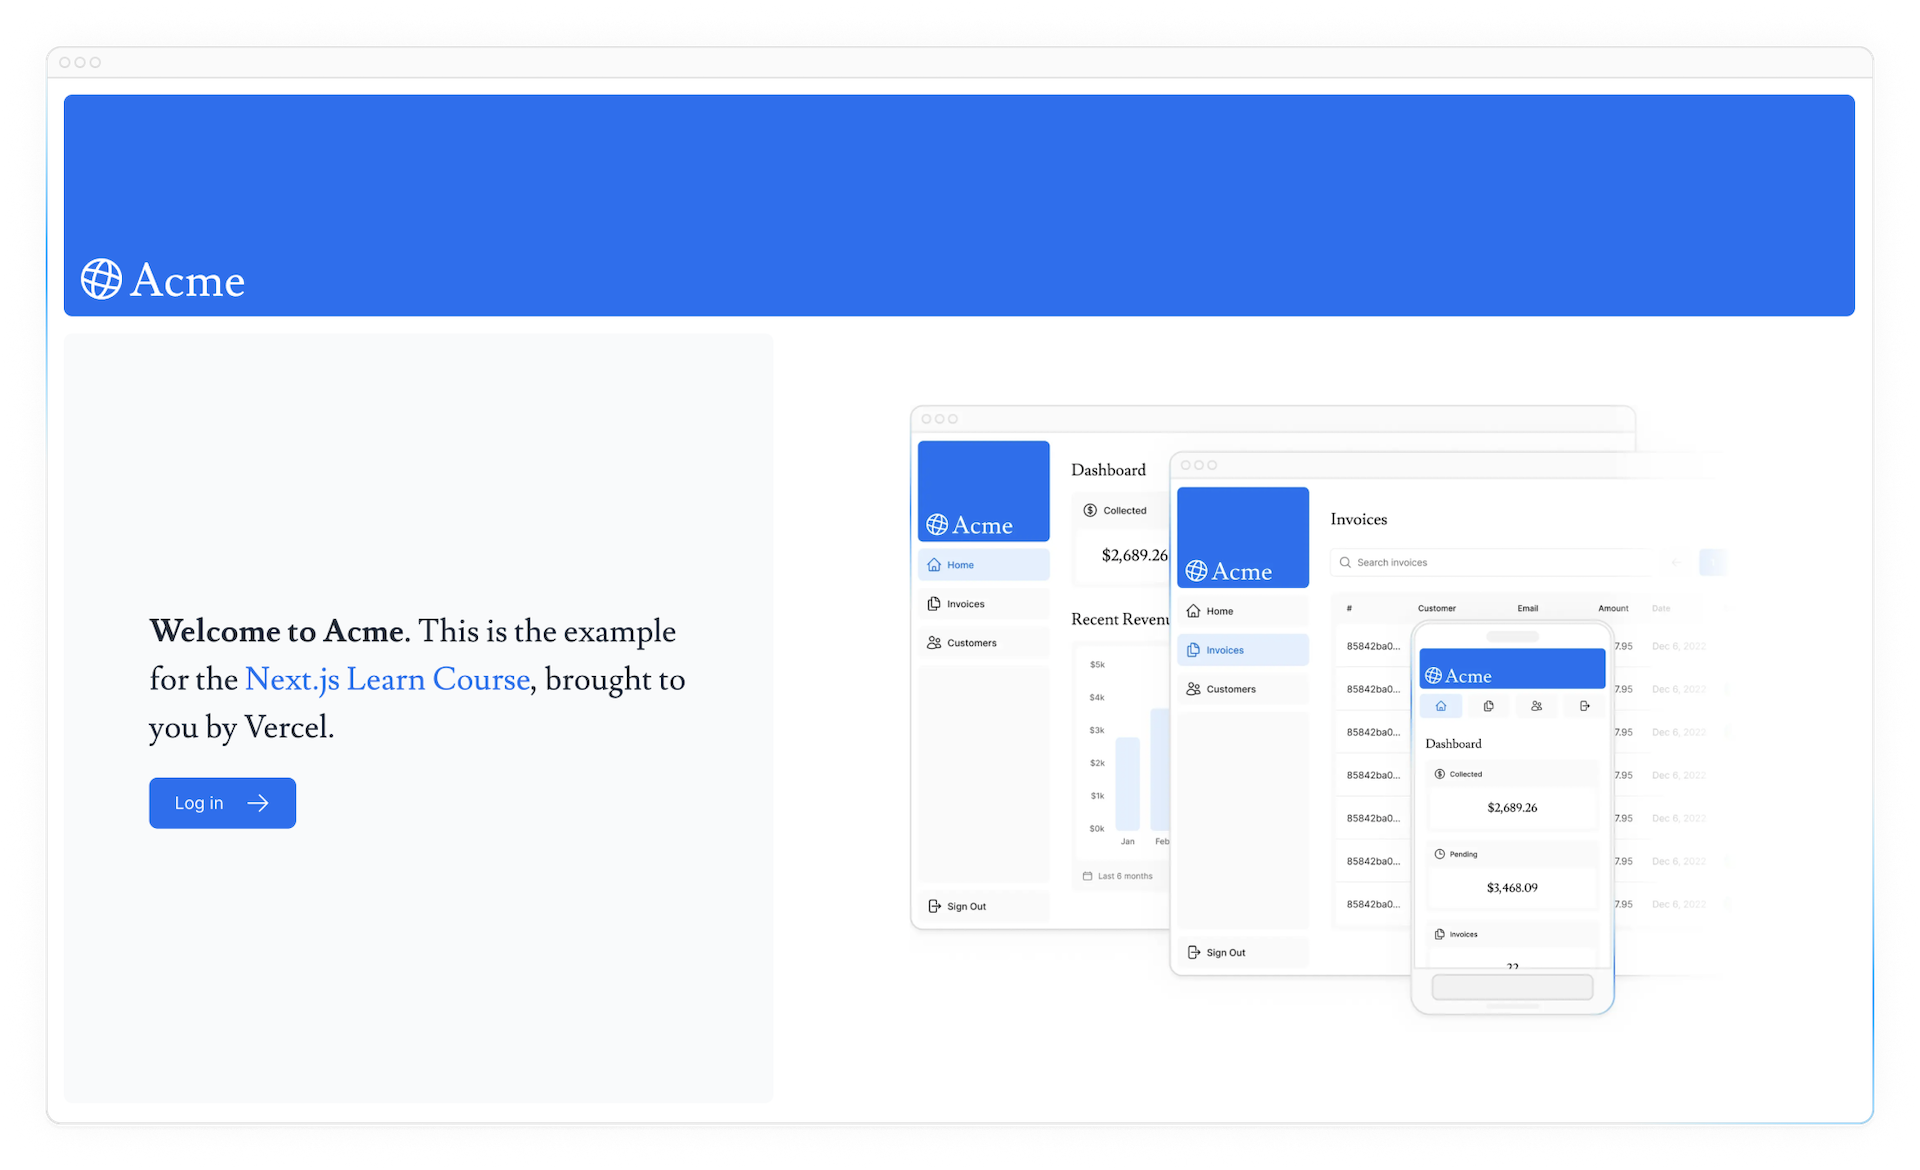 Acme
Welcome to Acme. This is the example
for the Next.js Learn Course, brought to
you by Vercel.
Log in
Acme
Home
Invoices
Customers
Sign Out
Dashboard
Collected
$2,689.26
Recent
$5k
$4k
$3k
$2k
$1k
$0k
Jan
Feb
Last 6 months
Acme
Home
Invoices
Customers
Sign Out
Invoices
Search invoices
# Customer Email Amount Date
85842ba0... 7.95 Dec 6, 2022
85842ba0... 7.95 Dec 6, 2022
85842ba0... 7.95 Dec 6, 2022
85842ba0... 7.95 Dec 6, 2022
85842ba0... 7.95 Dec 6, 2022
85842ba0... 7.95 Dec 6, 2022
85842ba0... 7.95 Dec 6, 2022
Acme
Dashboard
Collected
$2,689.26
Pending
$3,468.09
Invoices
22